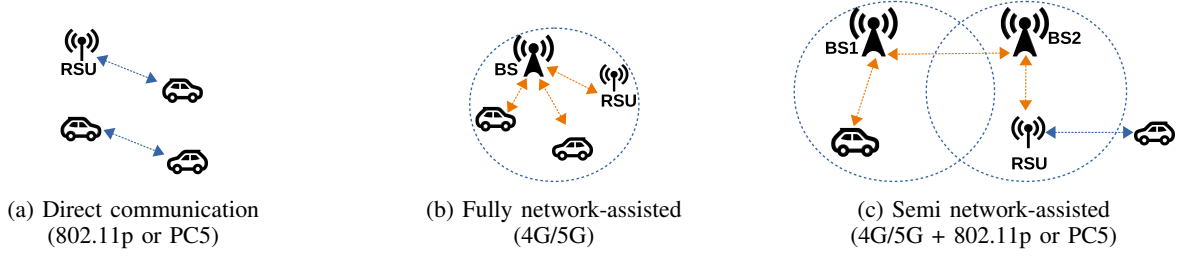 RSU
(a) Direct communication
(802.11p or PC5)
BS
RSU
(b) Fully network-assisted
(4G/5G)
BS1
BS2
RSU
(c) Semi network-assisted
(4G/5G + 802.11p or PC5)